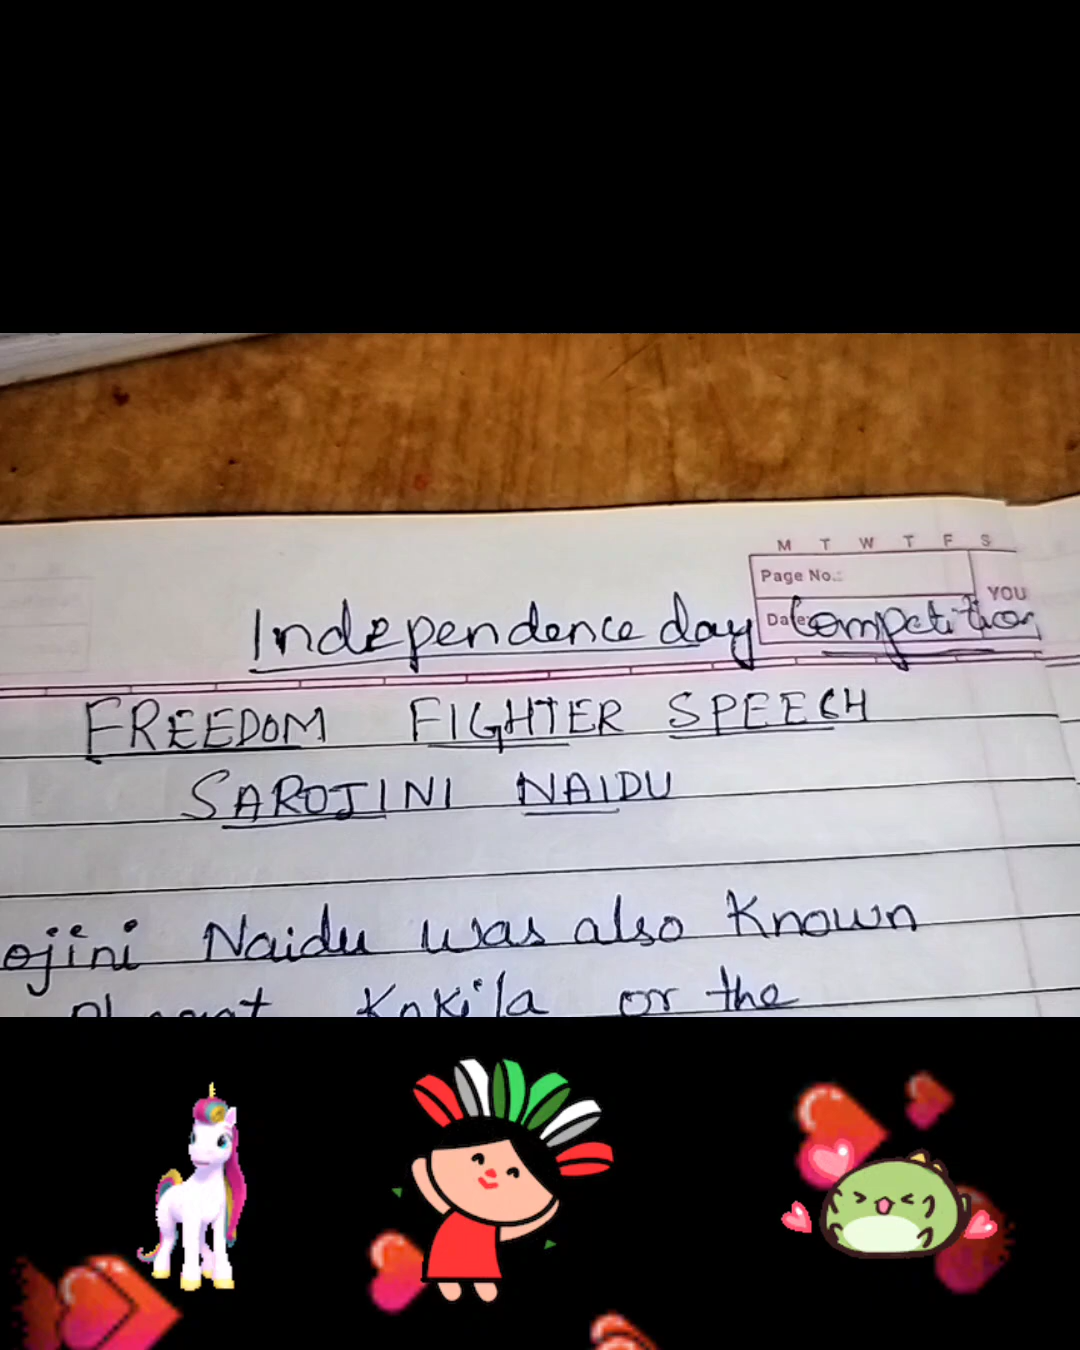 M T W T F S
Page No.:
YOU
Date:
Independence day Competition
FREEDOM FIGHTER SPEECH
SAROJINI NAIDU
ojini Naidu was also Known
Kokila or the